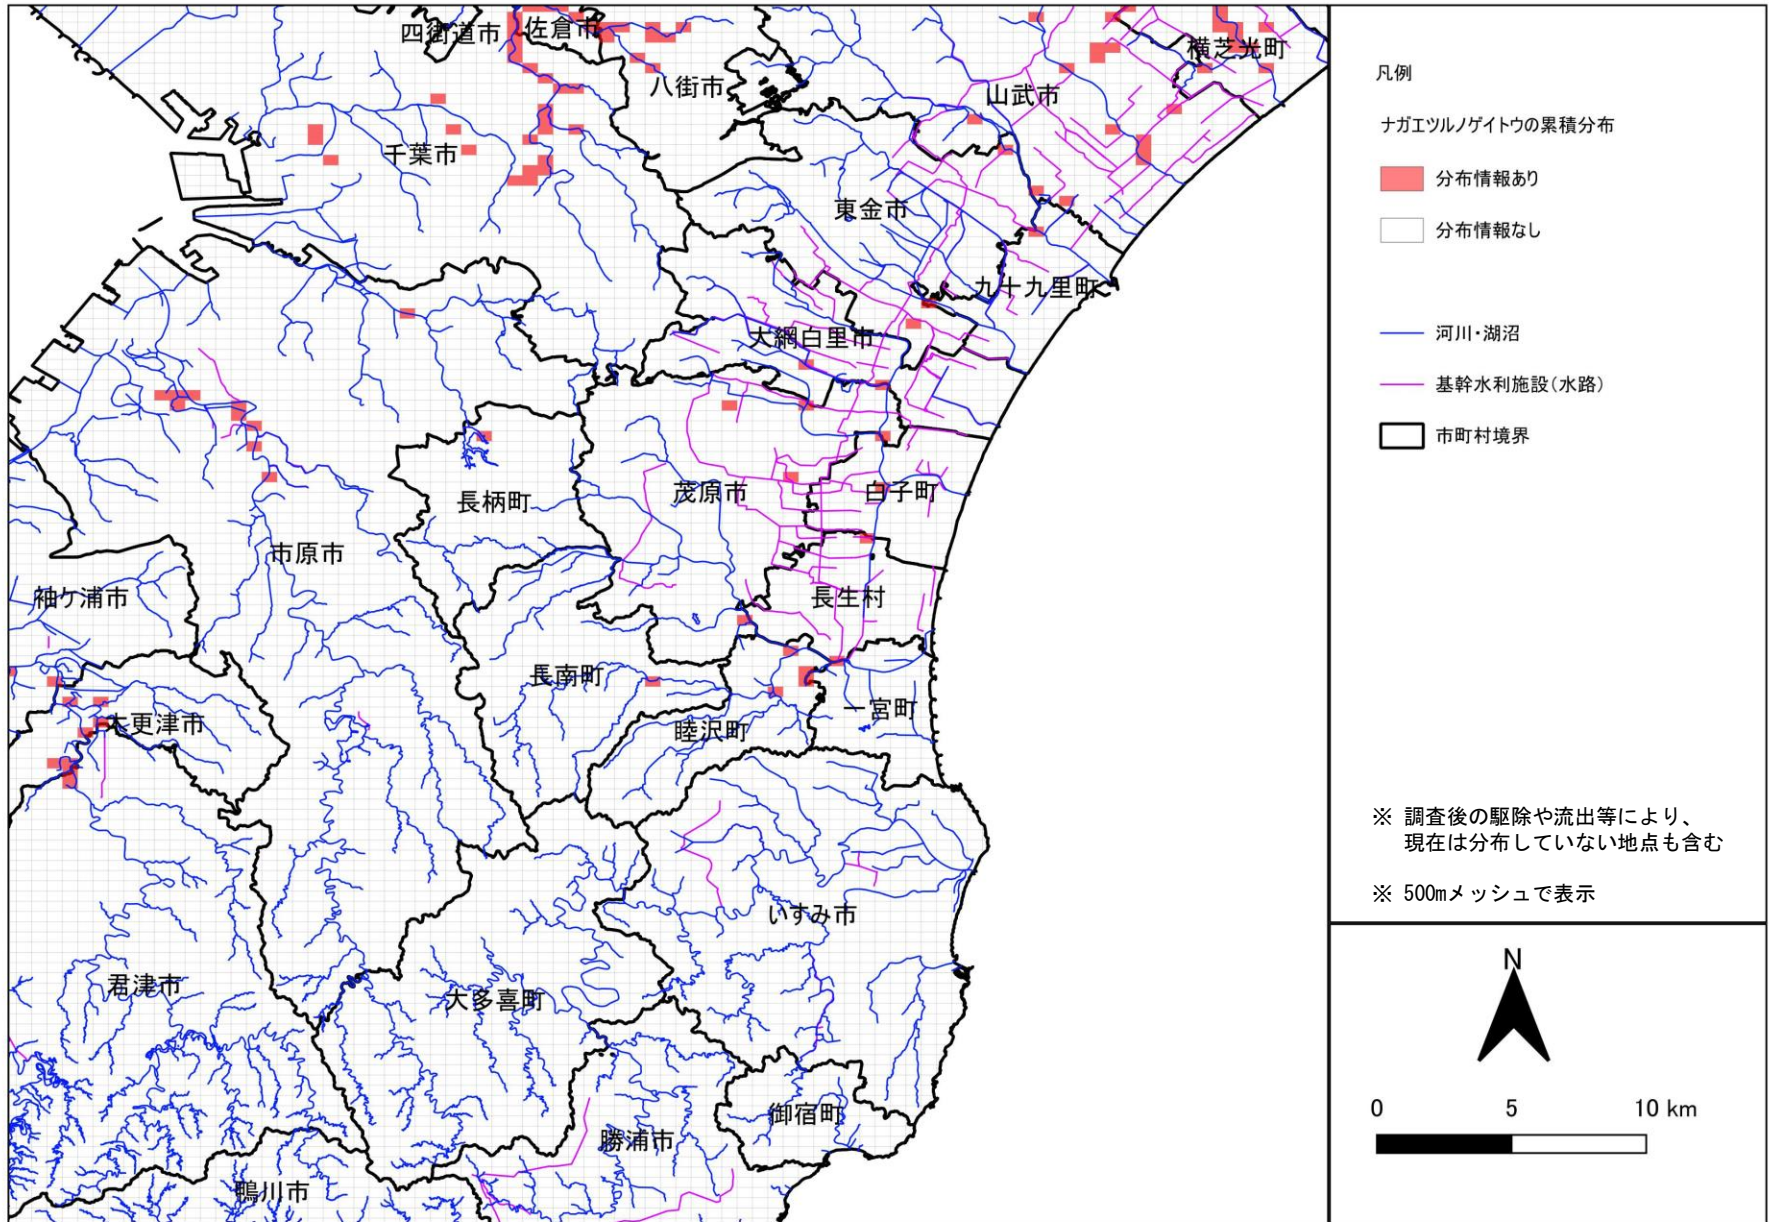 四街道市
佐倉市
八街市
横芝光町
山武市
千葉市
東金市
九十九里町
大網白里市
長柄町
茂原市
白子町
市原市
袖ケ浦市
長生村
長南町
木更津市
睦沢町
一宮町
いすみ市
君津市
大多喜町
御宿町
勝浦市
鴨川市
凡例
ナガエツルノゲイトウの累積分布
分布情報あり
分布情報なし
河川・湖沼
基幹水利施設(水路)
市町村境界
※ 調査後の駆除や流出等により、
現在は分布していない地点も含む
※ 500mメッシュで表示
N
0 5 10 km